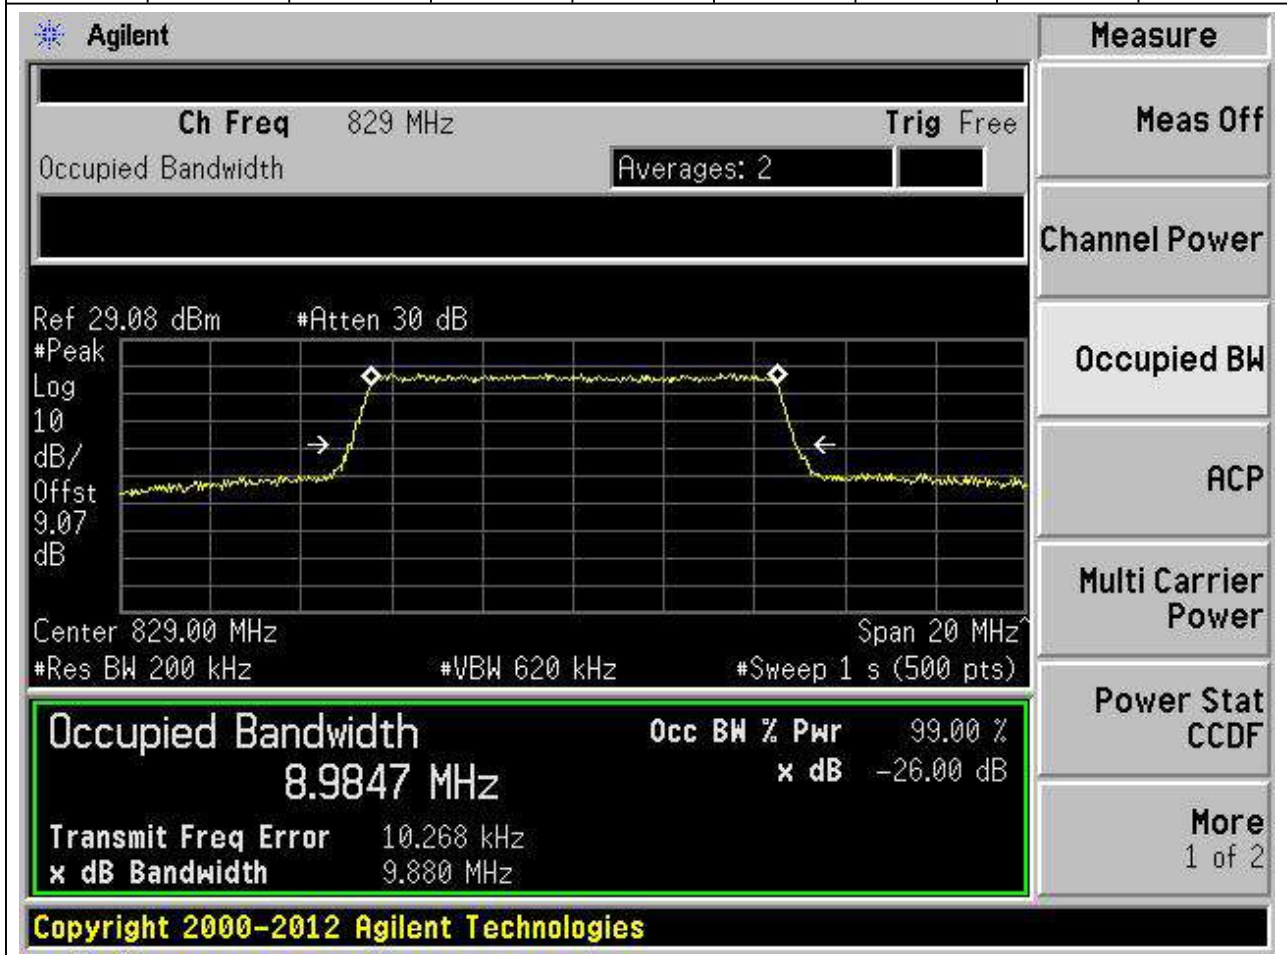 Agilent
Measure
Ch Freq 829 MHz Trig Free
Meas Off
Occupied Bandwidth Averages: 2
Channel Power
Ref 29.08 dBm #Atten 30 dB
#Peak
Log
10
dB/
Offst
9.07
dB
Occupied BW
ACP
Center 829.00 MHz Span 20 MHz^
#Res BW 200 kHz #VBW 620 kHz #Sweep 1 s (500 pts)
Multi Carrier
Power
Occupied Bandwidth Occ BW % Pwr 99.00 %
8.9847 MHz x dB -26.00 dB
Transmit Freq Error 10.268 kHz
x dB Bandwidth 9.880 MHz
Power Stat
CCDF
More
1 of 2
Copyright 2000-2012 Agilent Technologies